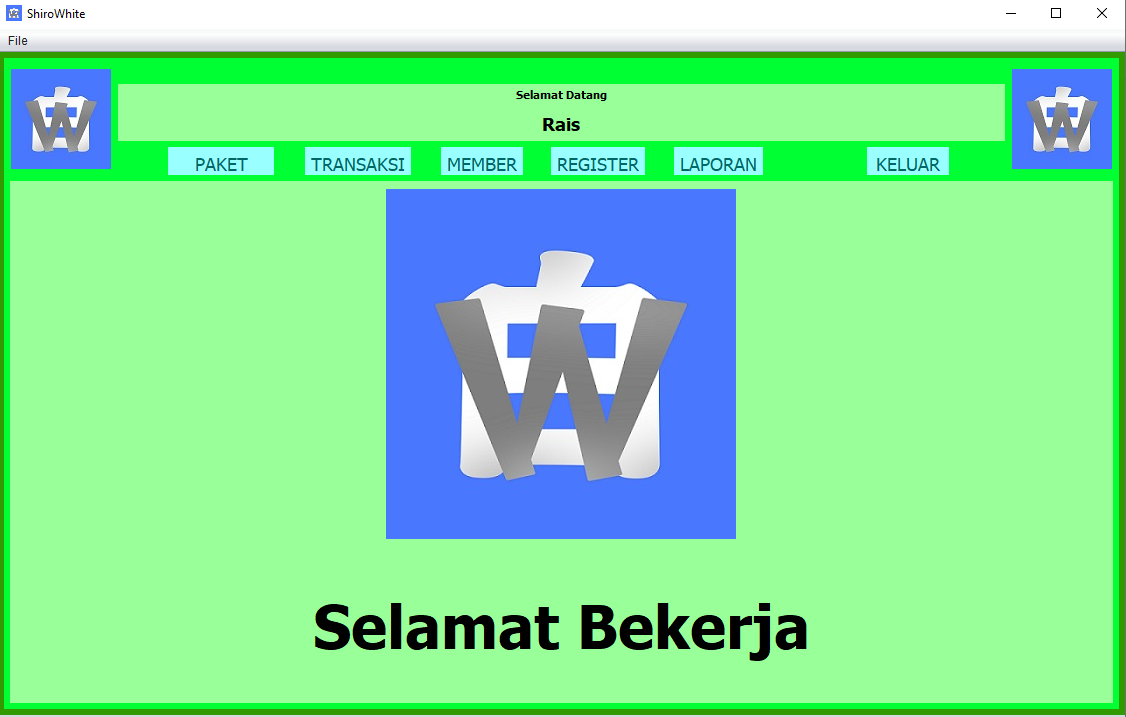 ShiroWhite
File
Selamat Datang
Rais
PAKET TRANSAKSI MEMBER REGISTER LAPORAN KELUAR
W
W
W
Selamat Bekerja